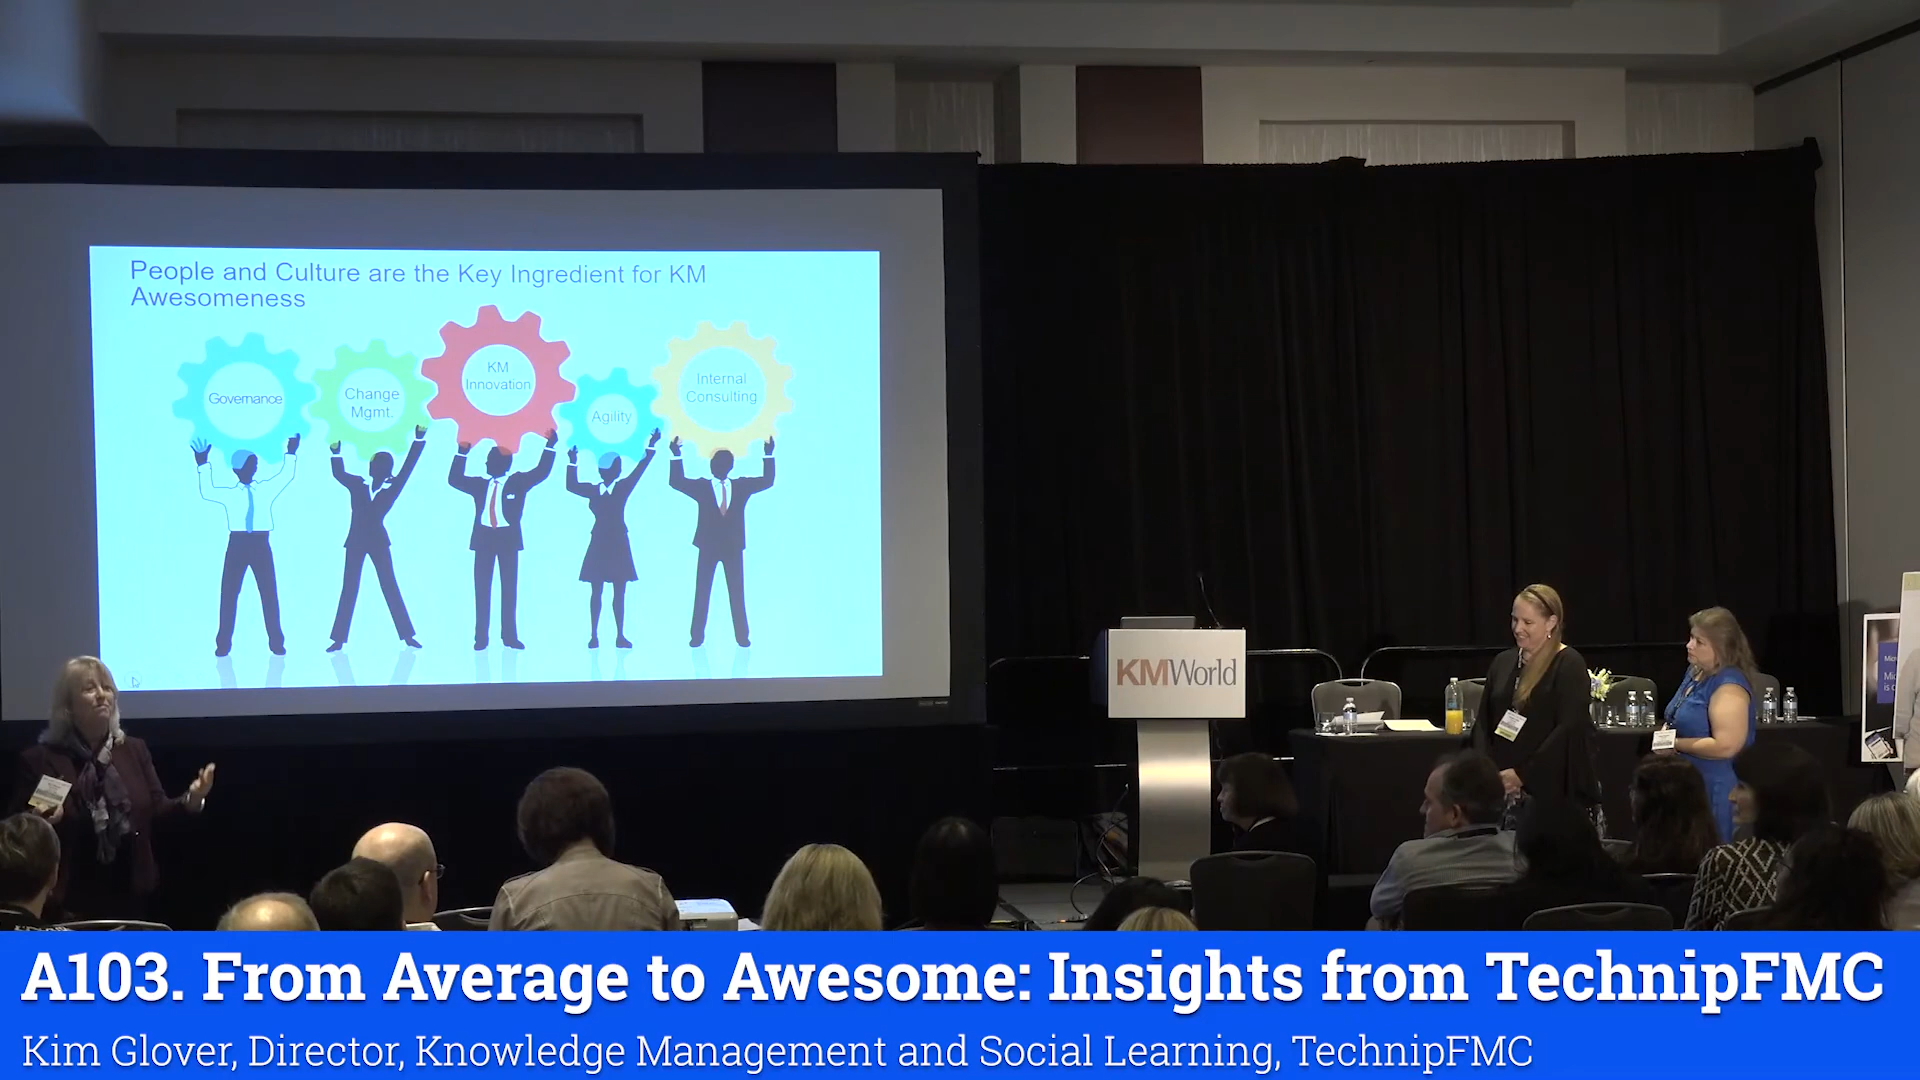 People and Culture are the Key Ingredient for KM
Awesomeness
Governance
Change
Mgmt.
KM
Innovation
Agility
Internal
Consulting
KMWorld
A103. From Average to Awesome: Insights from TechnipFMC
Kim Glover, Director, Knowledge Management and Social Learning, TechnipFMC